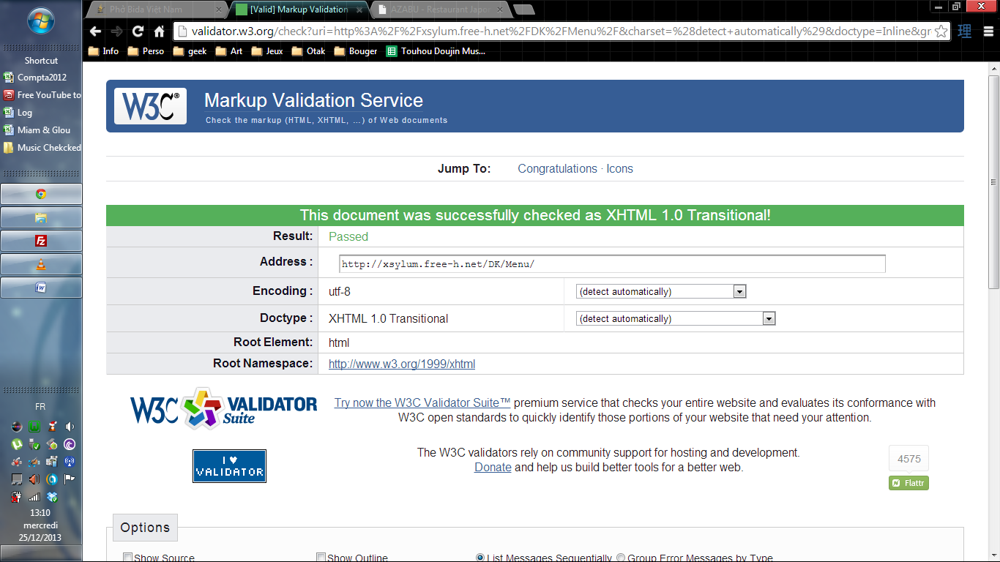 Phở Bida Việt Nam
[Valid] Markup Validation
AZABU - Restaurant Japo
validator.w3.org/check?uri=http%3A%2F%2Fxsylum.free-h.net%2FDK%2FMenu%2F&charset=%28detect+automatically%29&doctype=Inline&gr
Info Perso geek Art Jeux Otak Bouger Touhou Doujin Mus...
理
Shortcut
Compta2012
Free YouTube to
Log
Miam & Glou
Music Chekcked
W3C®
Markup Validation Service
Check the markup (HTML, XHTML, …) of Web documents
Jump To: Congratulations · Icons
This document was successfully checked as XHTML 1.0 Transitional!
Result: Passed
Address : http://xsylum.free-h.net/DK/Menu/
Encoding : utf-8 (detect automatically)
Doctype : XHTML 1.0 Transitional (detect automatically)
Root Element: html
Root Namespace: http://www.w3.org/1999/xhtml
W3C VALIDATOR Suite
Try now the W3C Validator Suite™ premium service that checks your entire website and evaluates its conformance with
W3C open standards to quickly identify those portions of your website that need your attention.
I ♥
VALIDATOR
The W3C validators rely on community support for hosting and development.
Donate and help us build better tools for a better web.
4575
Flattr
Options
Show Source Show Outline List Messages Sequentially Group Error Messages by Type
FR
13:10
mercredi
25/12/2013